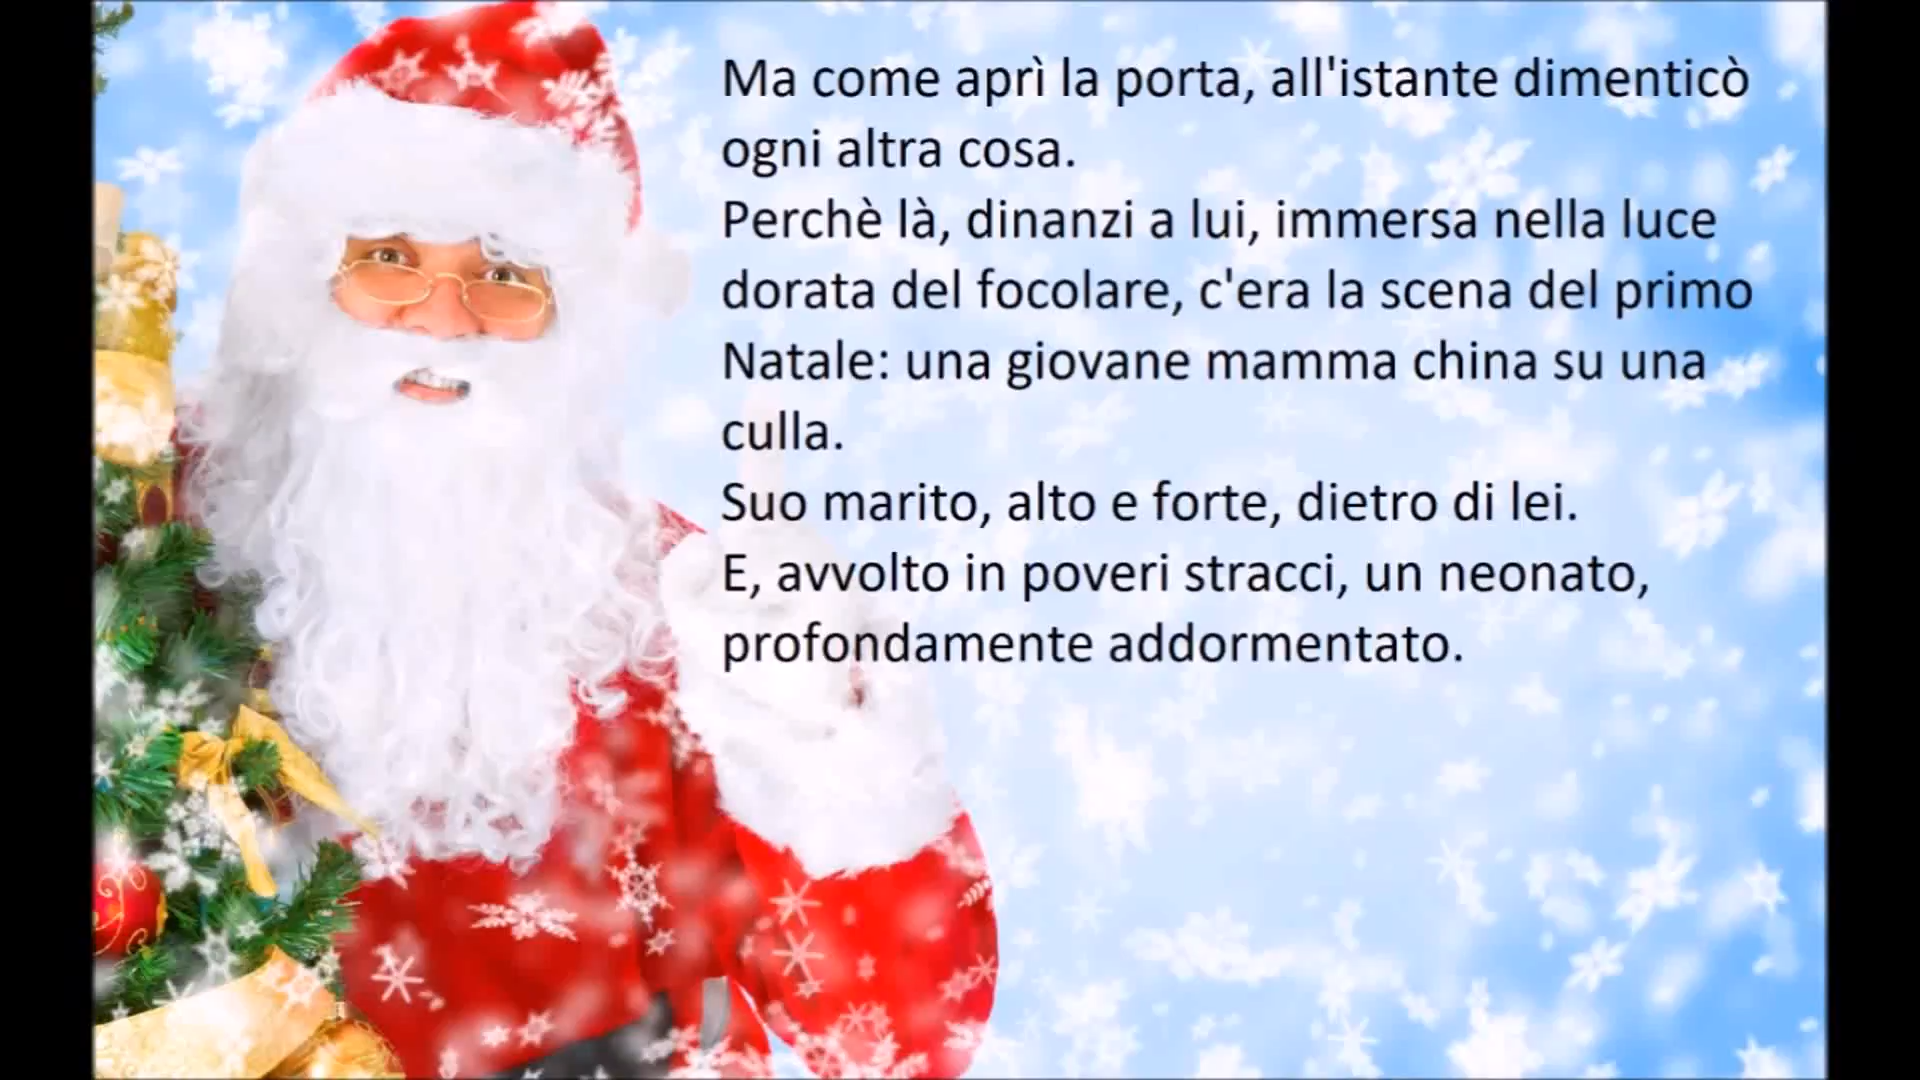 Ma come aprì la porta, all'istante dimenticò
ogni altra cosa.
Perchè là, dinanzi a lui, immersa nella luce
dorata del focolare, c'era la scena del primo
Natale: una giovane mamma china su una
culla.
Suo marito, alto e forte, dietro di lei.
E, avvolto in poveri stracci, un neonato,
profondamente addormentato.